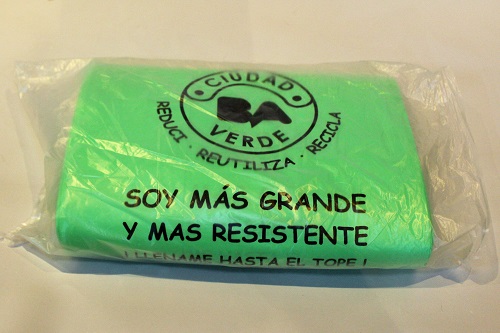 · CIUDAD ·
BA
VERDE
REDUCI · REUTILIZA · RECICLA
SOY MÁS GRANDE
Y MAS RESISTENTE
¡ LLENAME HASTA EL TOPE !